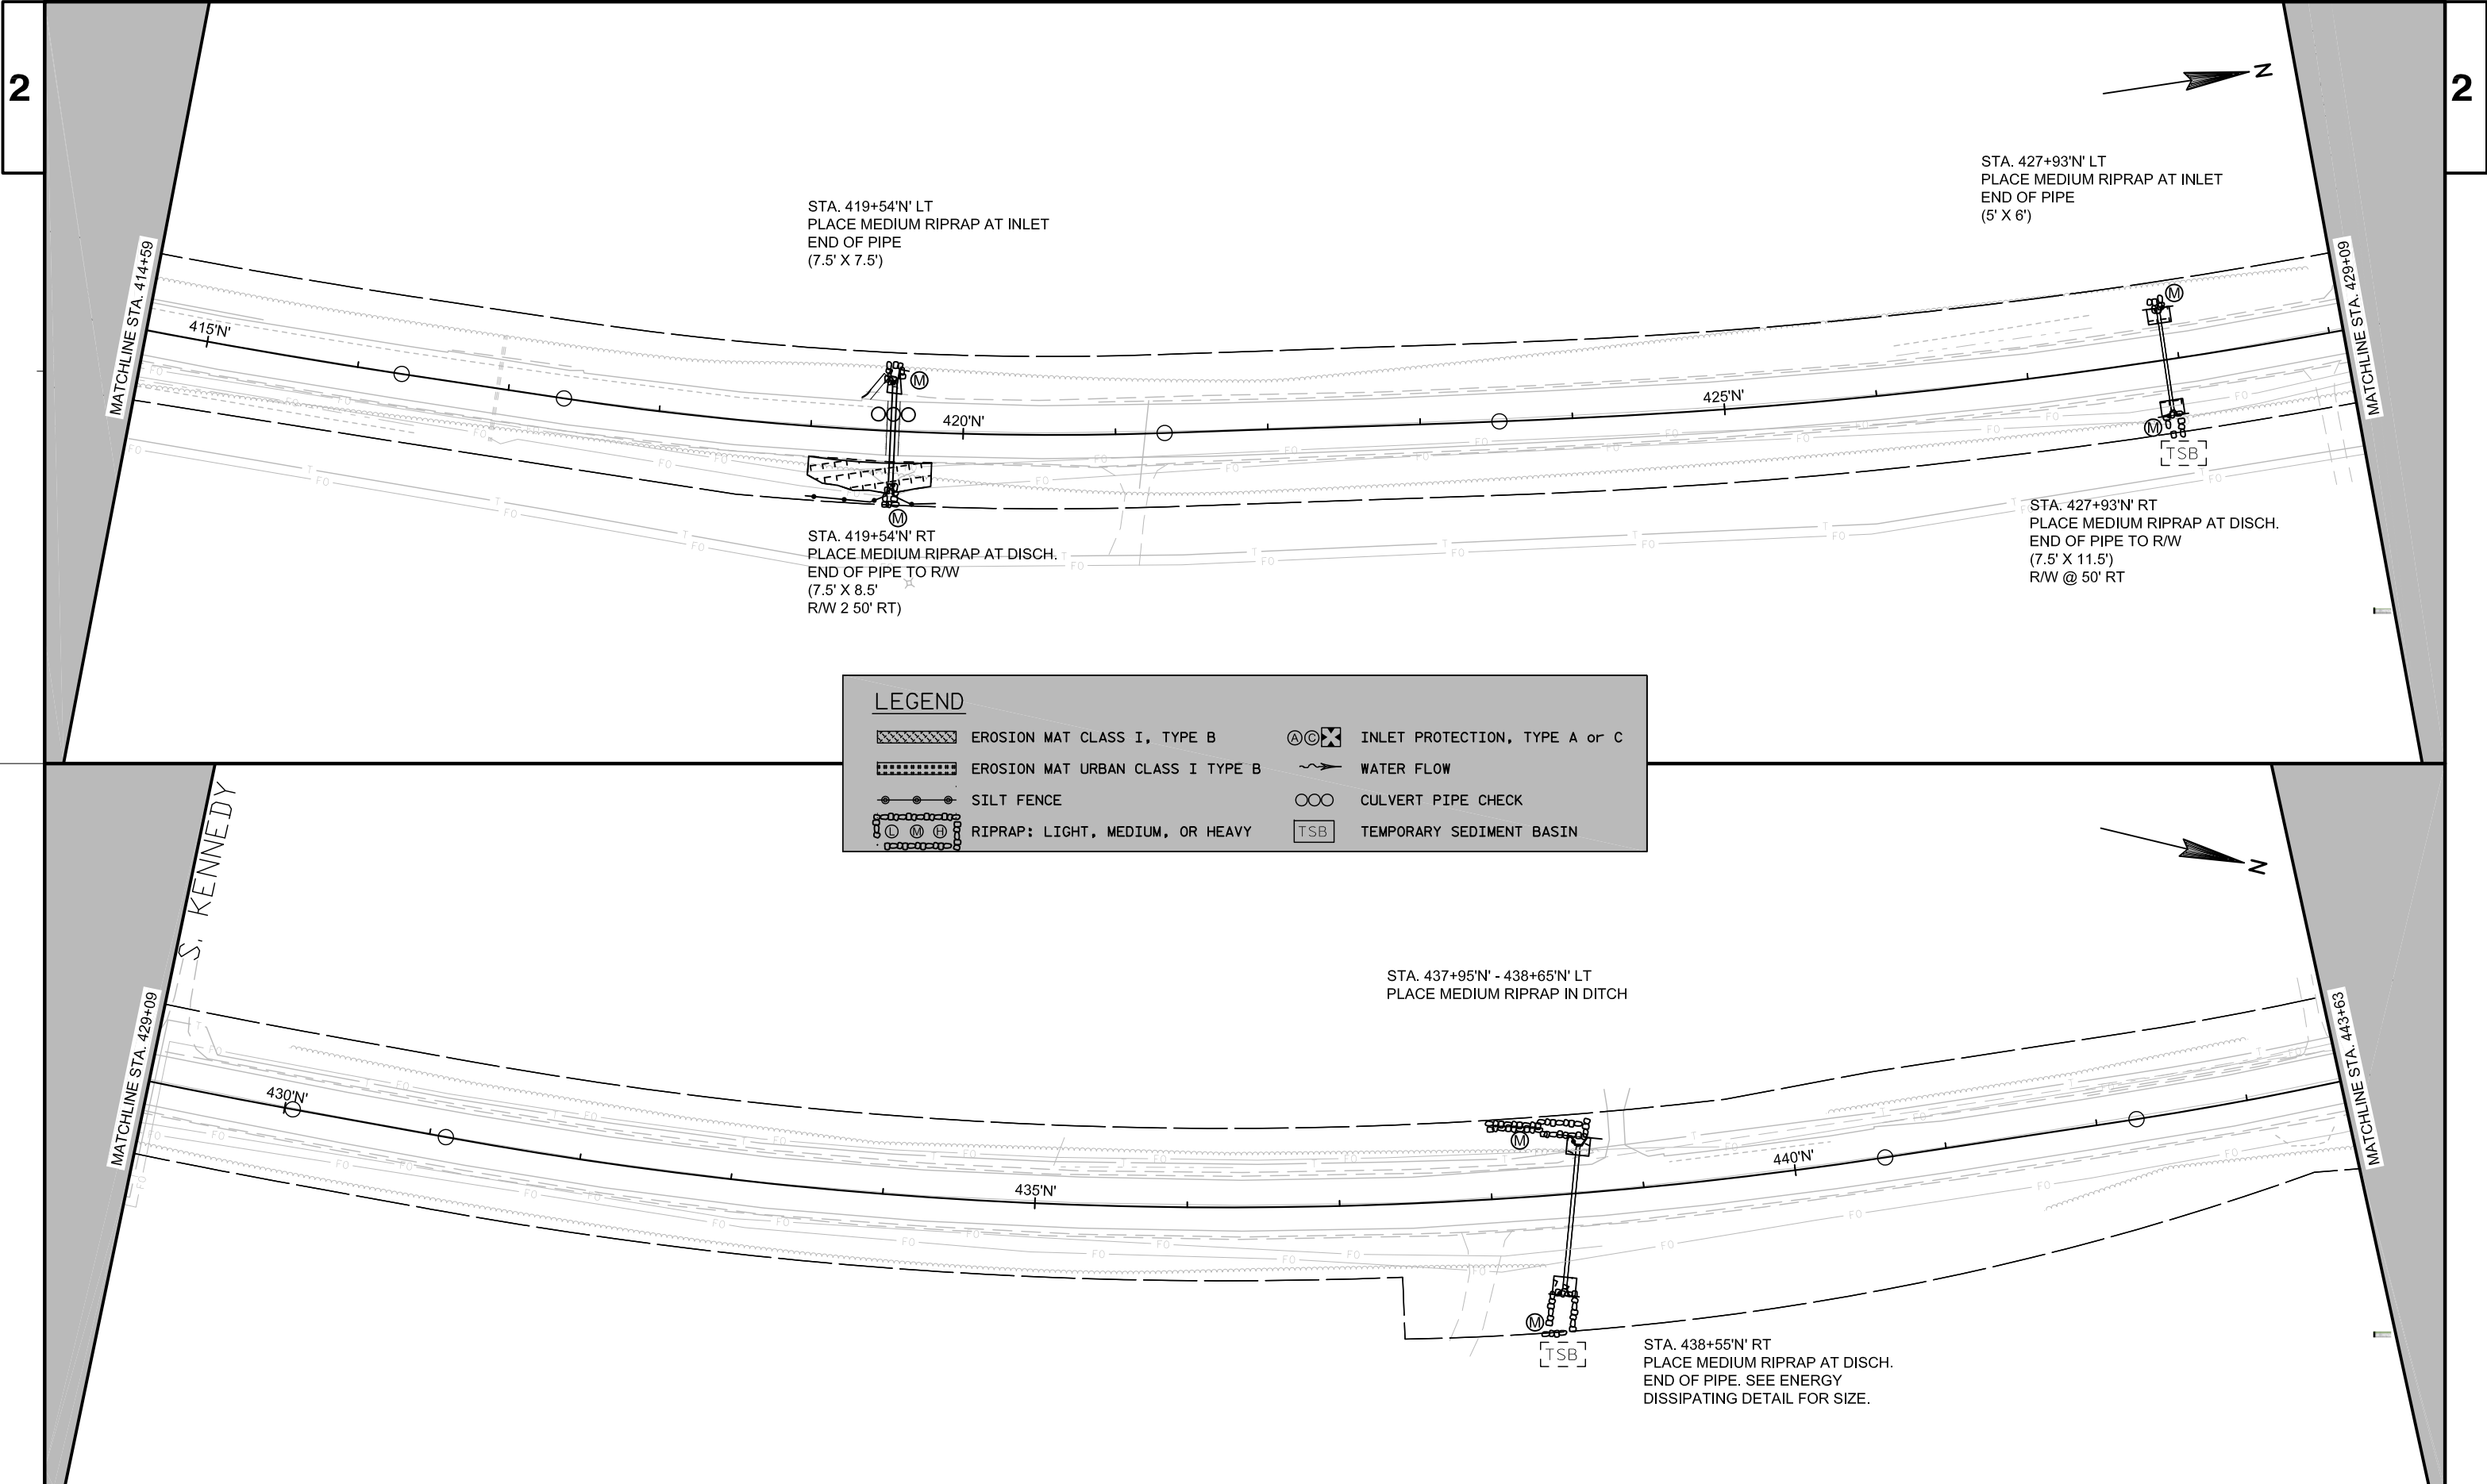 2
2
N
STA. 427+93'N' LT
PLACE MEDIUM RIPRAP AT INLET
END OF PIPE
(5' X 6')
STA. 419+54'N' LT
PLACE MEDIUM RIPRAP AT INLET
END OF PIPE
(7.5' X 7.5')
MATCHLINE STA. 414+59
MATCHLINE STA. 429+09
415'N'
420'N'
425'N'
M
M
M
M
TSB
STA. 419+54'N' RT
PLACE MEDIUM RIPRAP AT DISCH.
END OF PIPE TO R/W
(7.5' X 8.5'
R/W 2 50' RT)
STA. 427+93'N' RT
PLACE MEDIUM RIPRAP AT DISCH.
END OF PIPE TO R/W
(7.5' X 11.5')
R/W @ 50' RT
LEGEND
EROSION MAT CLASS I, TYPE B
A C INLET PROTECTION, TYPE A or C
EROSION MAT URBAN CLASS I TYPE B
WATER FLOW
SILT FENCE
CULVERT PIPE CHECK
L M H RIPRAP: LIGHT, MEDIUM, OR HEAVY
TSB TEMPORARY SEDIMENT BASIN
S. KENNEDY
N
STA. 437+95'N' - 438+65'N' LT
PLACE MEDIUM RIPRAP IN DITCH
MATCHLINE STA. 429+09
MATCHLINE STA. 443+63
430'N'
435'N'
440'N'
M
M
TSB
STA. 438+55'N' RT
PLACE MEDIUM RIPRAP AT DISCH.
END OF PIPE. SEE ENERGY
DISSIPATING DETAIL FOR SIZE.